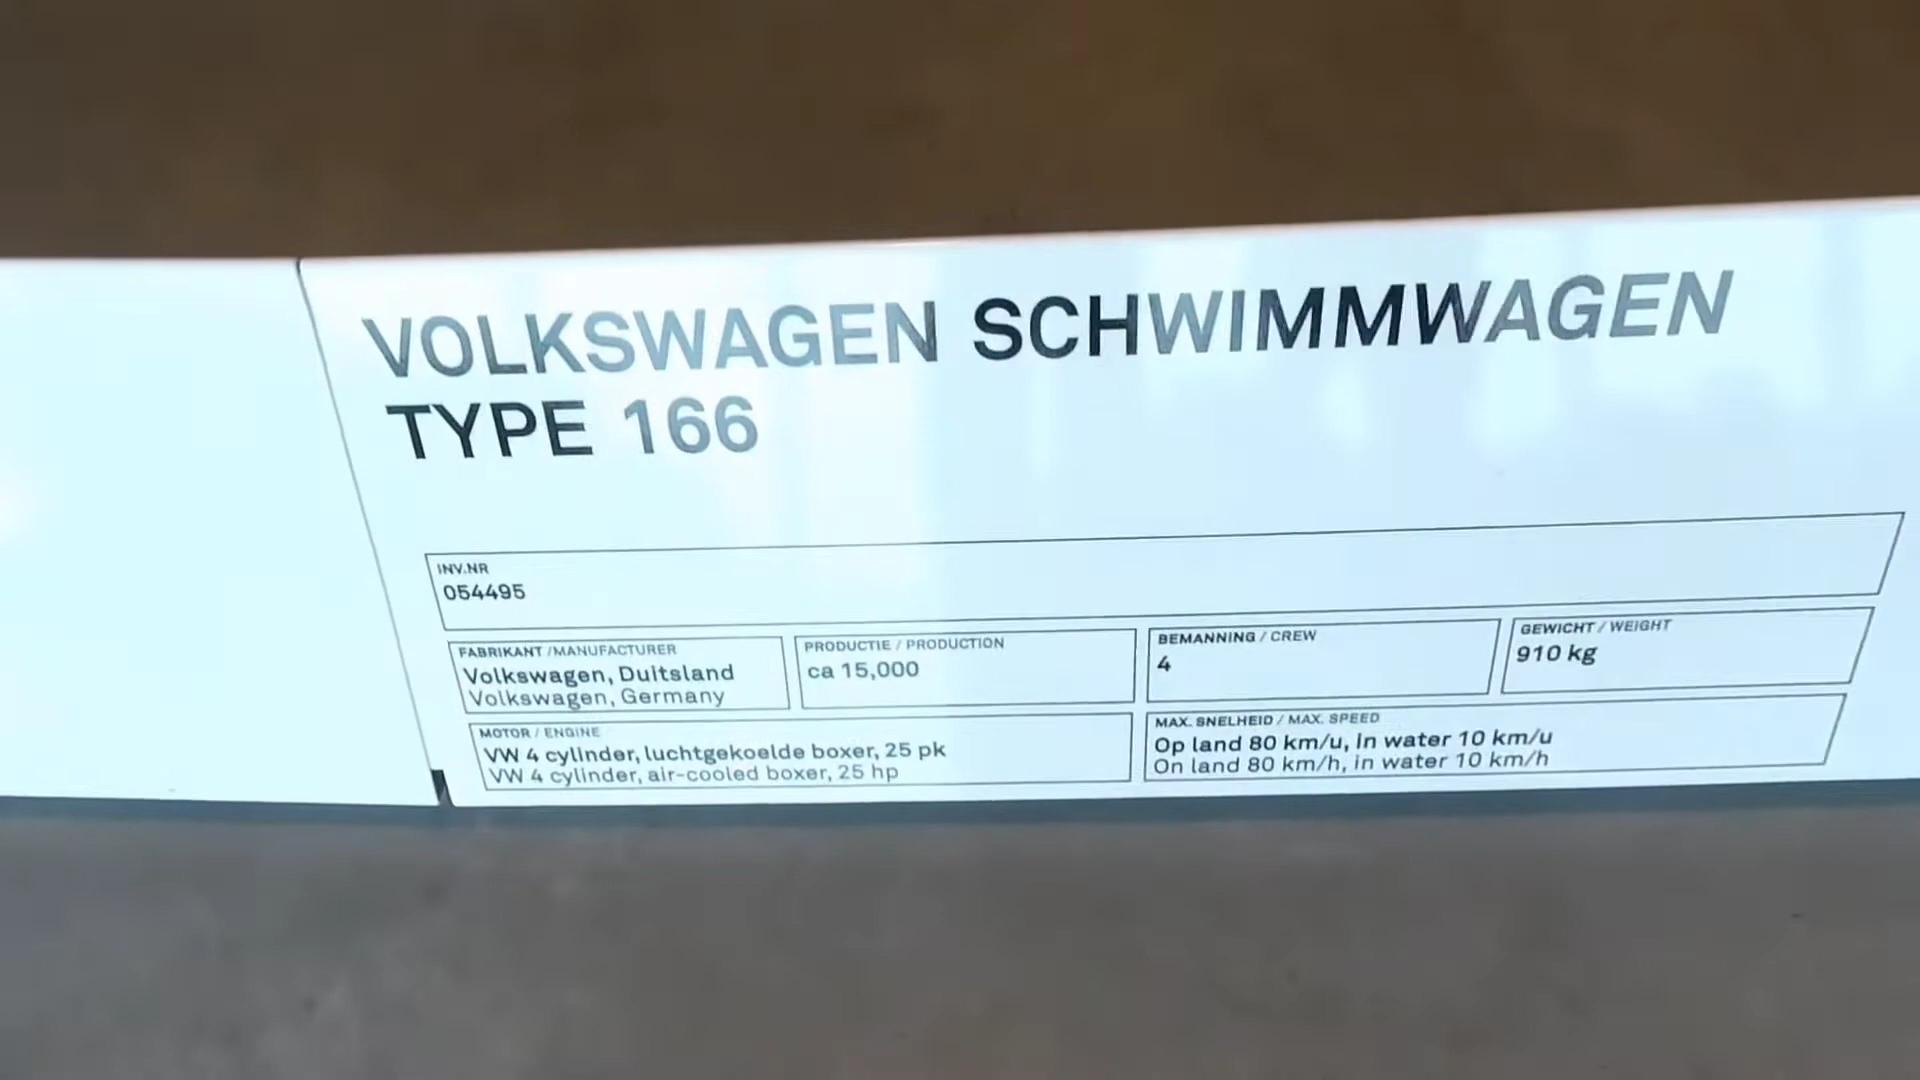 VOLKSWAGEN SCHWIMMWAGEN
TYPE 166
INV.NR
054495
FABRIKANT /MANUFACTURER
Volkswagen, Duitsland
Volkswagen, Germany
PRODUCTIE / PRODUCTION
ca 15,000
BEMANNING / CREW
4
GEWICHT / WEIGHT
910 kg
MOTOR / ENGINE
VW 4 cylinder, luchtgekoelde boxer, 25 pk
VW 4 cylinder, air-cooled boxer, 25 hp
MAX. SNELHEID / MAX. SPEED
Op land 80 km/u, In water 10 km/u
On land 80 km/h, in water 10 km/h